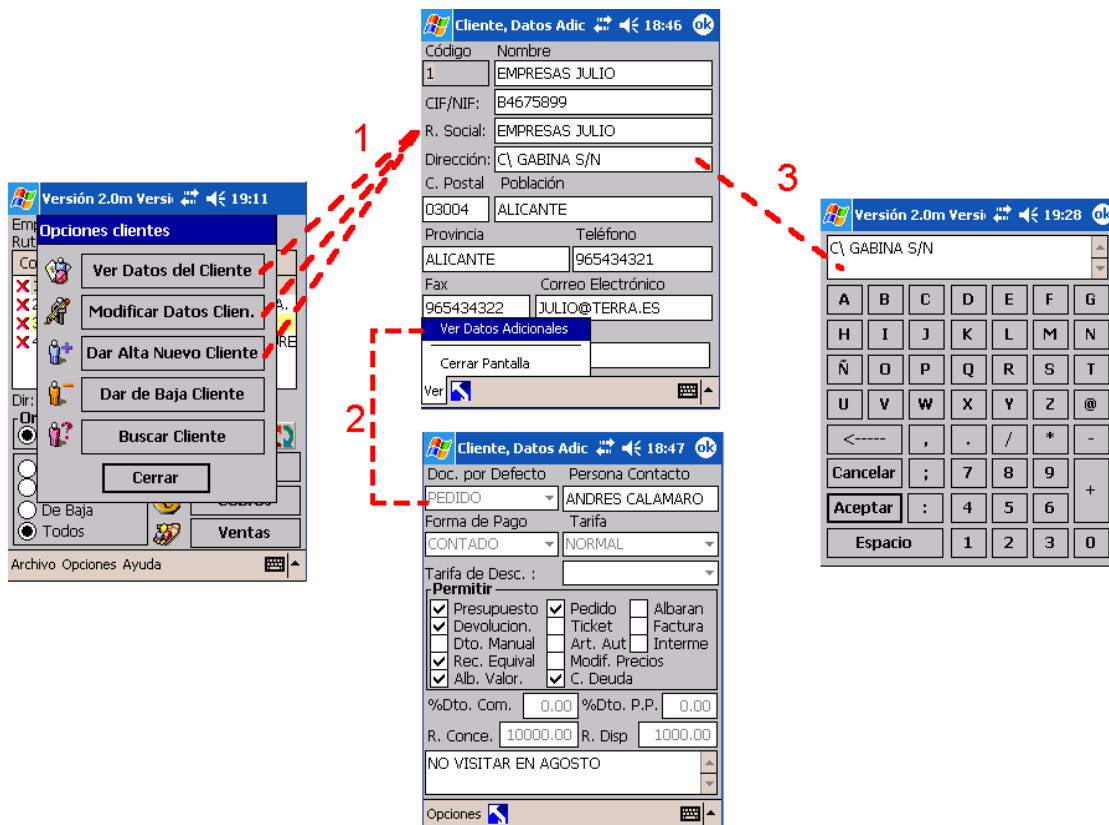 Cliente, Datos Adic 18:46 ok
Código Nombre
1 EMPRESAS JULIO
CIF/NIF: B4675899
R. Social: EMPRESAS JULIO
Dirección: C\ GABINA S/N
C. Postal Población
03004 ALICANTE
Provincia Teléfono
ALICANTE 965434321
Fax Correo Electrónico
965434322 JULIO@TERRA.ES
Ver Datos Adicionales
Cerrar Pantalla
Ver
1
2
3
Versión 2.0m Versi 19:11
Opciones clientes
Ver Datos del Cliente
Modificar Datos Clien.
Dar Alta Nuevo Cliente
Dar de Baja Cliente
Buscar Cliente
Cerrar
Dir:
De Baja
Todos
Ventas
Archivo Opciones Ayuda
Cliente, Datos Adic 18:47 ok
Doc. por Defecto Persona Contacto
PEDIDO ANDRES CALAMARO
Forma de Pago Tarifa
CONTADO NORMAL
Tarifa de Desc. :
Permitir
Presupuesto Pedido Albaran
Devolucion. Ticket Factura
Dto. Manual Art. Aut Interme
Rec. Equival Modif. Precios
Alb. Valor. C. Deuda
%Dto. Com. 0.00 %Dto. P.P. 0.00
R. Conce. 10000.00 R. Disp 1000.00
NO VISITAR EN AGOSTO
Opciones
Versión 2.0m Versi 19:28 ok
C\ GABINA S/N
A B C D E F G
H I J K L M N
Ñ O P Q R S T
U V W X Y Z @
<----- , . / * -
Cancelar ; 7 8 9 +
Aceptar : 4 5 6
Espacio 1 2 3 0